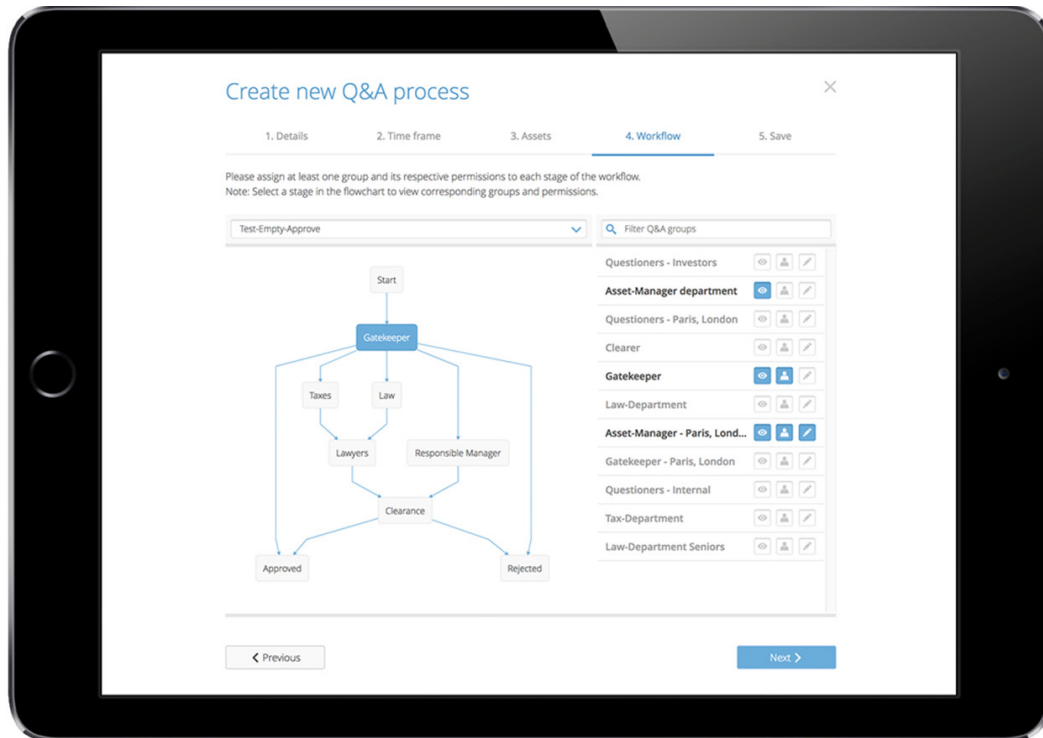 Create new Q&A process
1. Details
2. Time frame
3. Assets
4. Workflow
5. Save
Please assign at least one group and its respective permissions to each stage of the workflow.
Note: Select a stage in the flowchart to view corresponding groups and permissions.
Test-Empty-Approve
Filter Q&A groups
Start
Gatekeeper
Taxes
Law
Lawyers
Responsible Manager
Clearance
Approved
Rejected
Questioners - Investors
Asset-Manager department
Questioners - Paris, London
Clearer
Gatekeeper
Law-Department
Asset-Manager - Paris, Lond...
Gatekeeper - Paris, London
Questioners - Internal
Tax-Department
Law-Department Seniors
Previous
Next